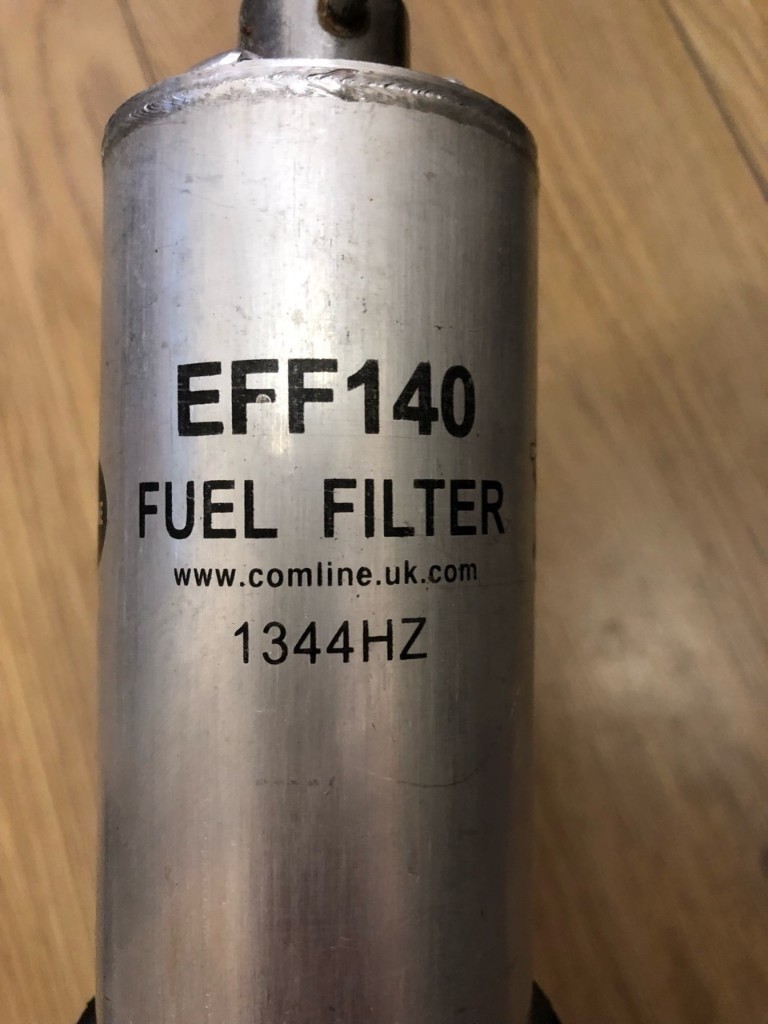 EFF140
FUEL FILTER
www.comline.uk.com
1344HZ